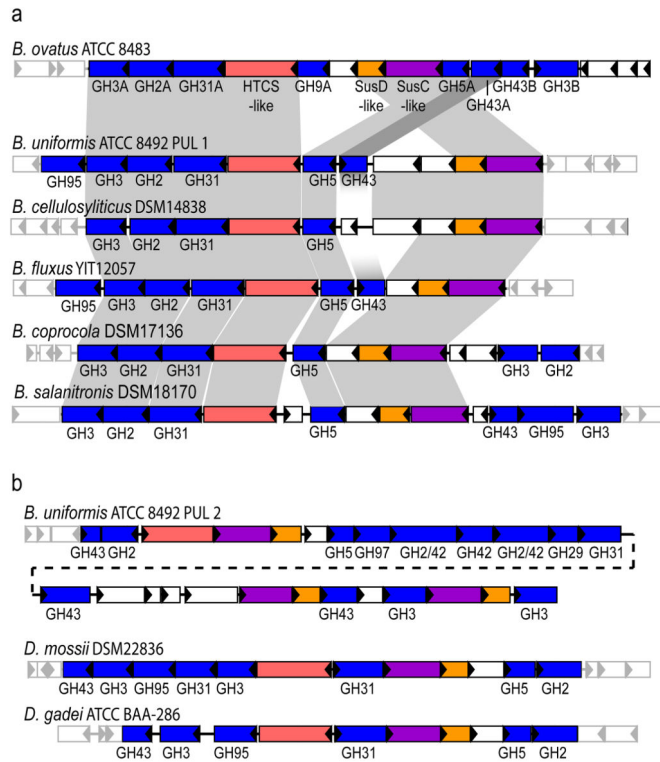 a
B. ovatus ATCC 8483
GH3A GH2A GH31A HTCS -like GH9A SusD -like SusC -like GH5A GH43A GH43B GH3B
B. uniformis ATCC 8492 PUL 1
GH95 GH3 GH2 GH31 GH5 GH43
B. cellulosyliticus DSM14838
GH3 GH2 GH31 GH5
B. fluxus YIT12057
GH95 GH3 GH2 GH31 GH5 GH43
B. coprocola DSM17136
GH3 GH2 GH31 GH5 GH3 GH2
B. salanitronis DSM18170
GH3 GH2 GH31 GH5 GH43 GH95 GH3
b
B. uniformis ATCC 8492 PUL 2
GH43 GH2 GH5 GH97 GH2/42 GH42 GH2/42 GH29 GH31
GH43 GH43 GH3 GH3
D. mossii DSM22836
GH43 GH3 GH95 GH31 GH3 GH31 GH5 GH2
D. gadei ATCC BAA-286
GH43 GH3 GH95 GH31 GH5 GH2